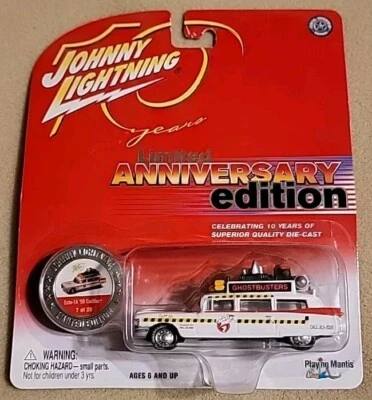 JOHNNY
LIGHTNING
years
Limited
ANNIVERSARY
edition
CELEBRATING 10 YEARS OF
SUPERIOR QUALITY DIE-CAST
GHOSTBUSTERS
Ecto-1A '59 Cadillac
7 of 20
WARNING:
CHOKING HAZARD— small parts.
Not for children under 3 yrs.
AGES 6 AND UP
Playing Mantis